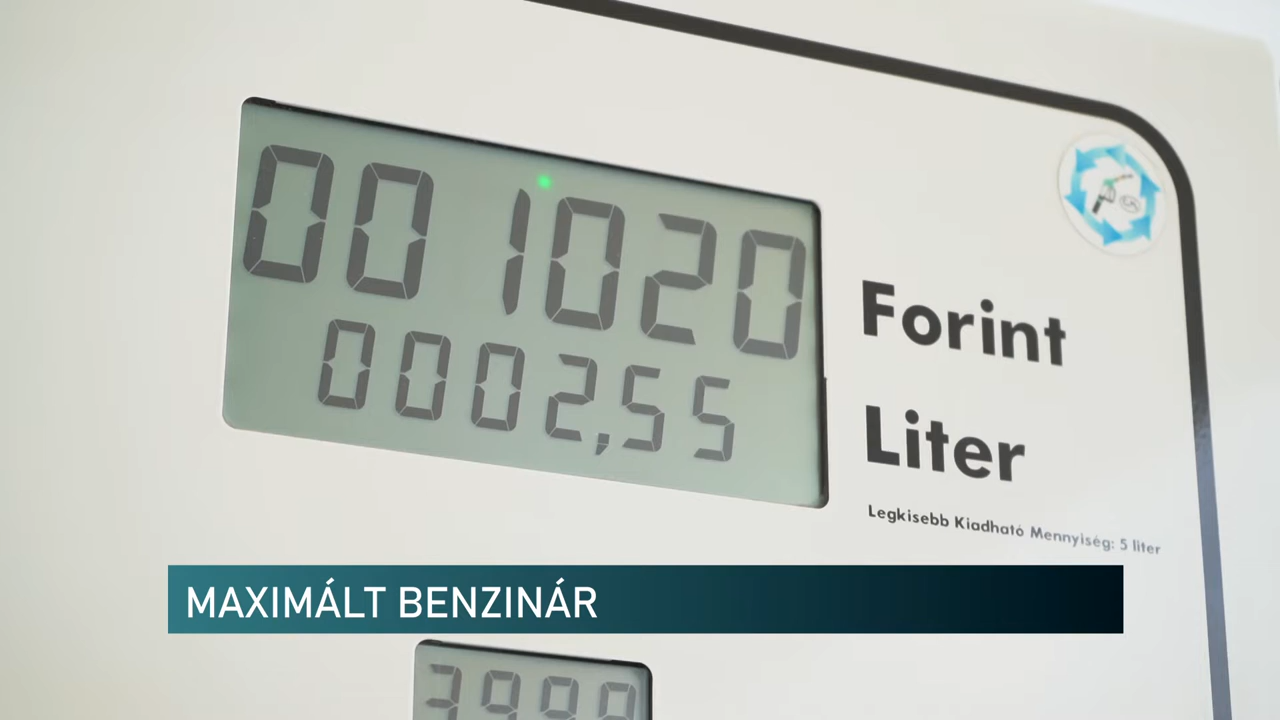 001020
Forint
0002,55
Liter
Legkisebb Kiadható Mennyiség: 5 liter
MAXIMÁLT BENZINÁR